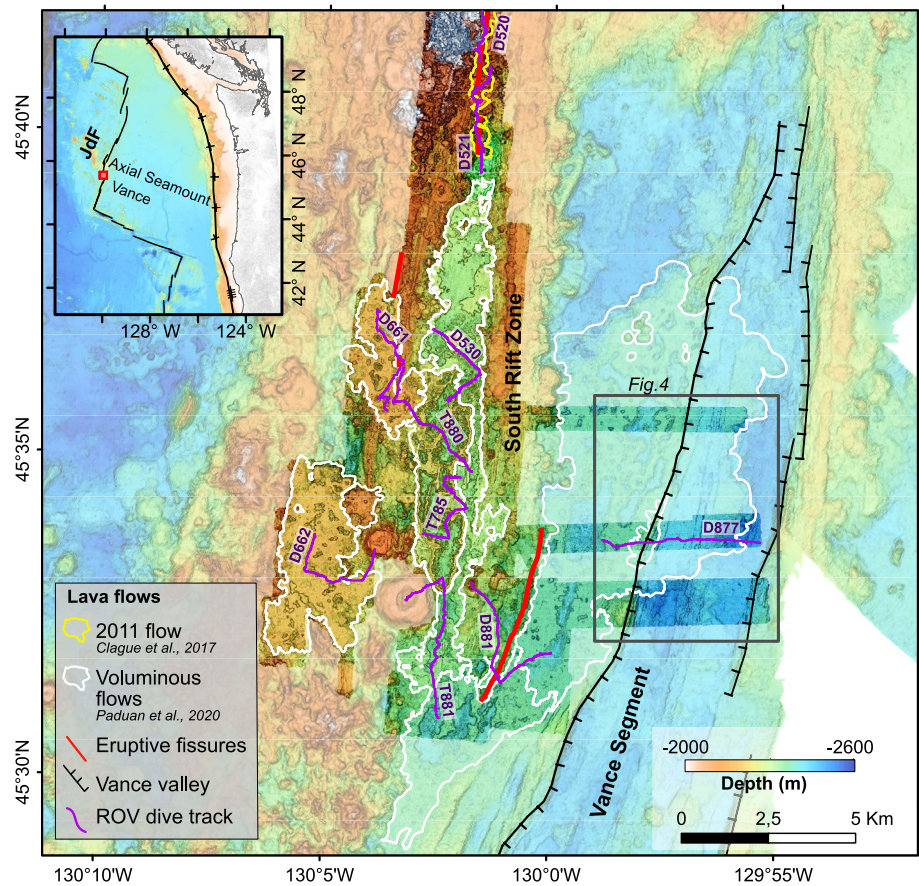 45°40'N
45°35'N
45°30'N
130°10'W
130°5'W
130°0'W
129°55'W
48° N
46° N
44° N
42° N
128° W
124° W
JdF
Axial Seamount
Vance
D520
D521
D661
D530
T880
T785
D662
D881
T881
South Rift Zone
Fig.4
D877
Vance Segment
Lava flows
2011 flow
Clague et al., 2017
Voluminous
flows
Paduan et al., 2020
Eruptive fissures
Vance valley
ROV dive track
-2000
-2600
Depth (m)
0
2,5
5 Km